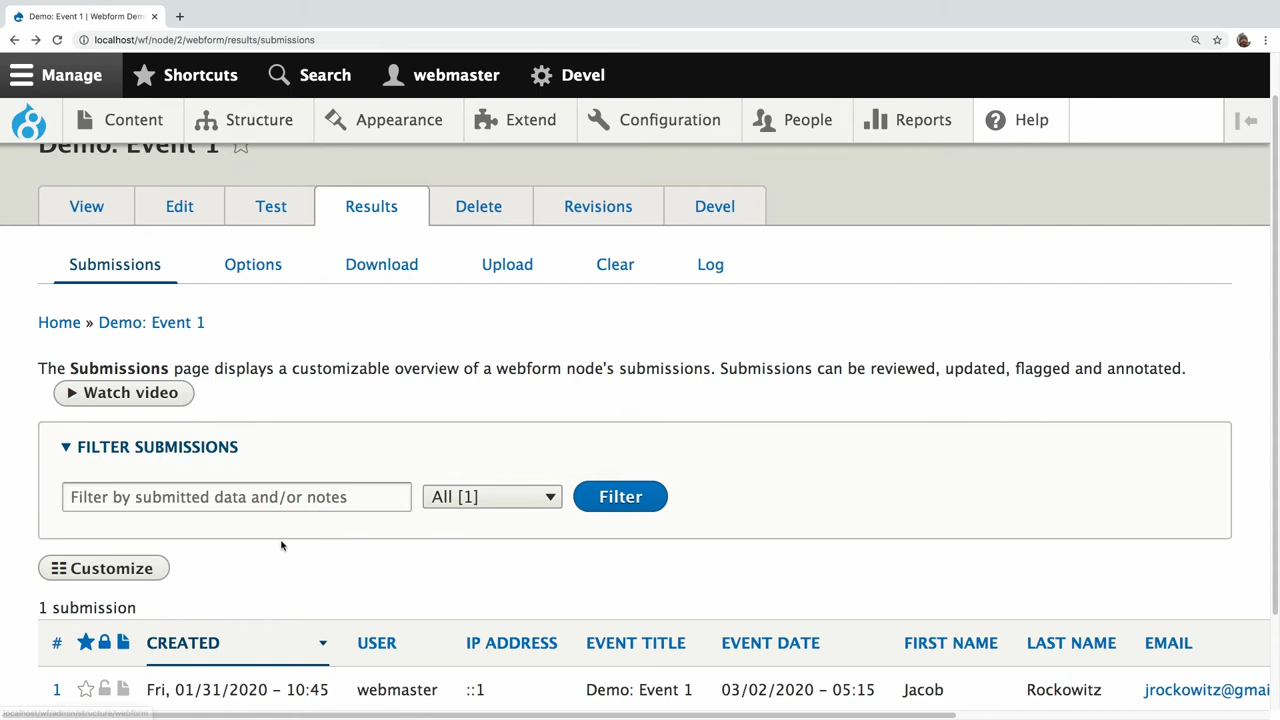 Demo: Event 1 | Webform Dem
localhost/wf/node/2/webform/results/submissions
Manage Shortcuts Search webmaster Devel
Content Structure Appearance Extend Configuration People Reports Help
Demo: Event 1
View Edit Test Results Delete Revisions Devel
Submissions Options Download Upload Clear Log
Home » Demo: Event 1
The Submissions page displays a customizable overview of a webform node's submissions. Submissions can be reviewed, updated, flagged and annotated.
Watch video
FILTER SUBMISSIONS
Filter by submitted data and/or notes All [1] Filter
Customize
1 submission
# CREATED USER IP ADDRESS EVENT TITLE EVENT DATE FIRST NAME LAST NAME EMAIL
1 Fri, 01/31/2020 – 10:45 webmaster ::1 Demo: Event 1 03/02/2020 – 05:15 Jacob Rockowitz jrockowitz@gmai
localhost/wf/admin/structure/webform